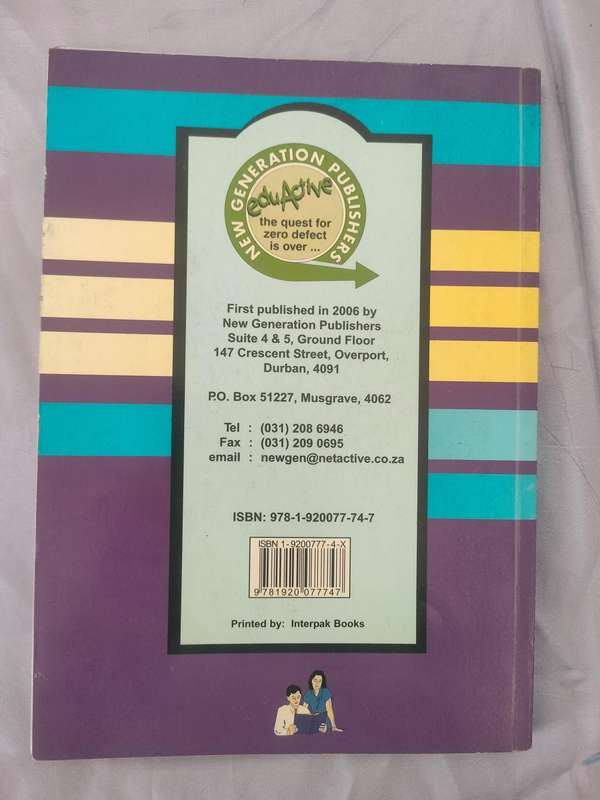 NEW GENERATION PUBLISHERS
eduActive
the quest for
zero defect
is over ...
First published in 2006 by
New Generation Publishers
Suite 4 & 5, Ground Floor
147 Crescent Street, Overport,
Durban, 4091
P.O. Box 51227, Musgrave, 4062
Tel : (031) 208 6946
Fax : (031) 209 0695
email : newgen@netactive.co.za
ISBN: 978-1-920077-74-7
ISBN 1-9200777-4-X
9 781920 077747
Printed by: Interpak Books